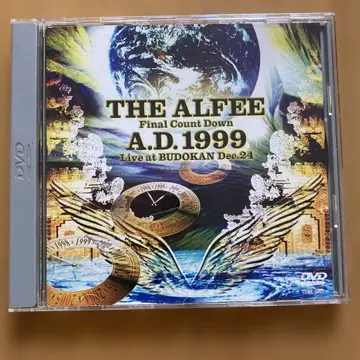 THE ALFEE
Final Count Down
A.D. 1999
Live at BUDOKAN Dec.24
DVD
DVD